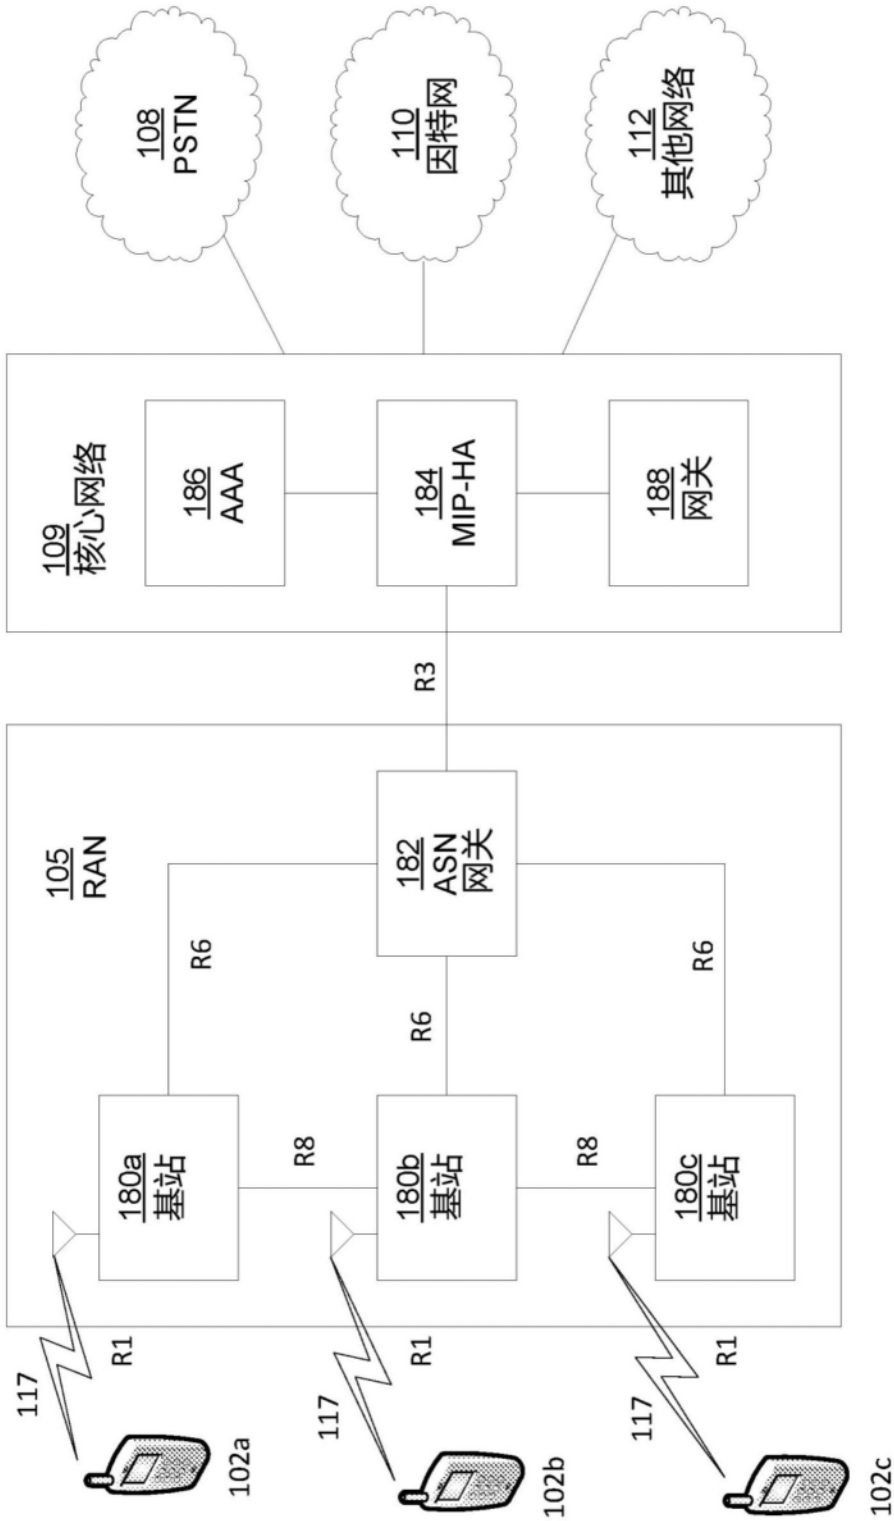 117
102a
R1
117
102b
R1
117
102c
R1
105
RAN
180a
基站
R8
180b
基站
R8
180c
基站
R6
R6
R6
182
ASN
网关
R3
109
核心网络
186
AAA
184
MIP-HA
188
网关
108
PSTN
110
因特网
112
其他网络